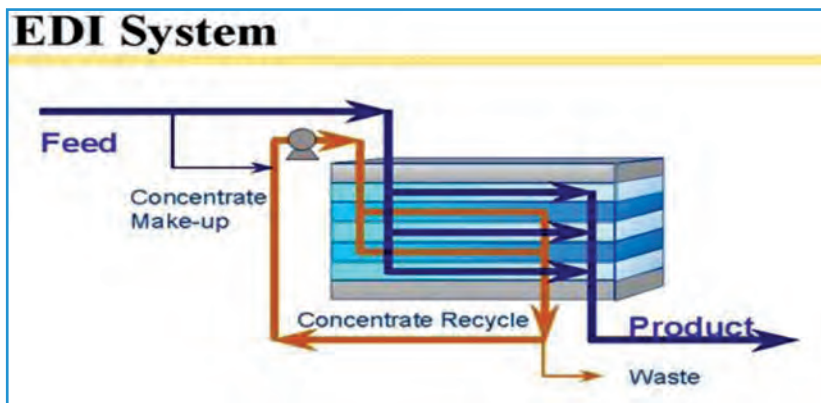 EDI System
Feed
Concentrate
Make-up
Concentrate Recycle
Product
Waste